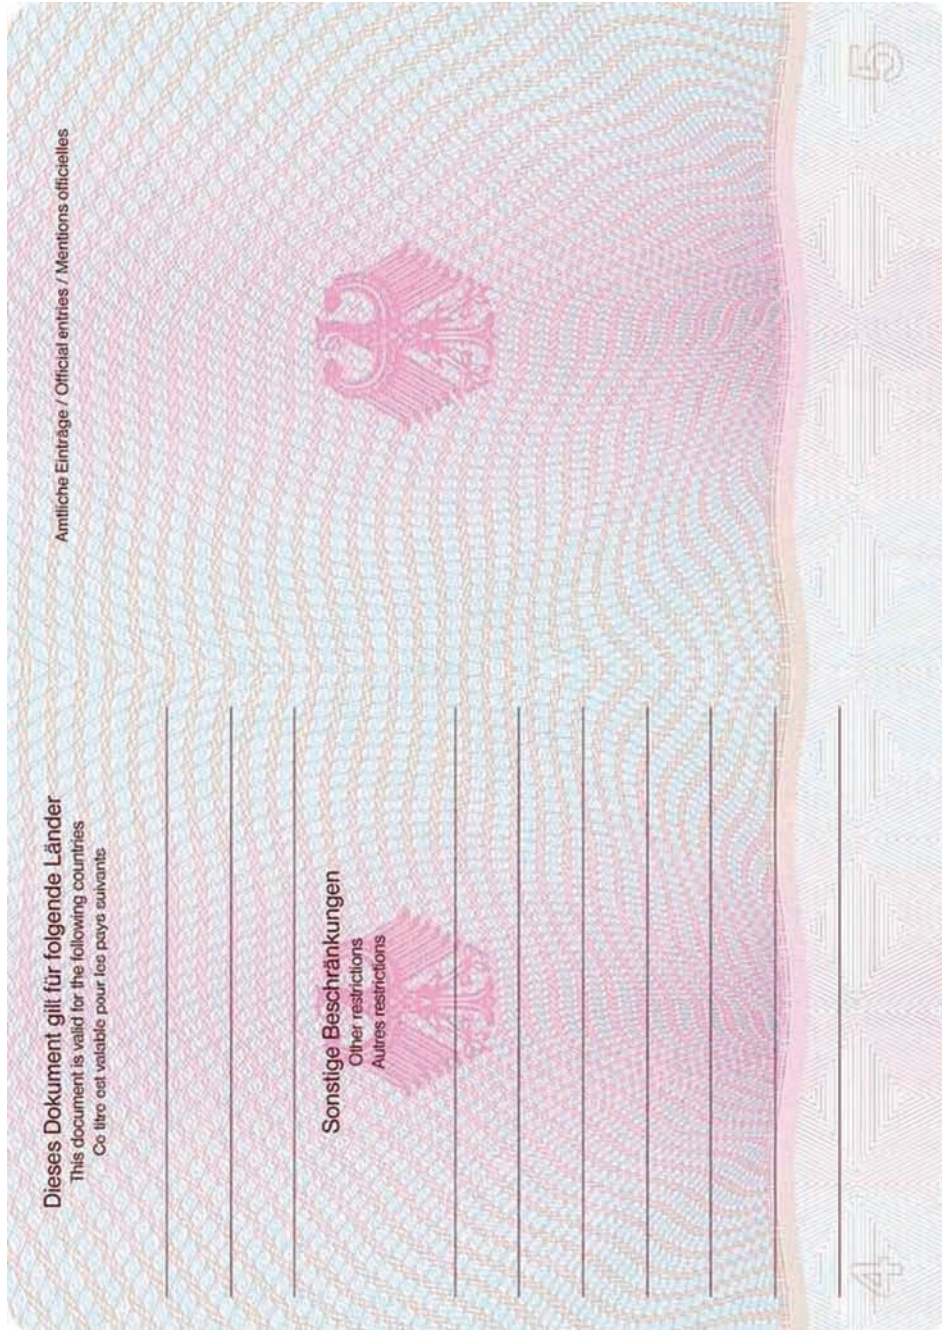 Dieses Dokument gilt für folgende Länder
This document is valid for the following countries
Ce titre est valable pour les pays suivants
Sonstige Beschränkungen
Other restrictions
Autres restrictions
4
Amtliche Einträge / Official entries / Mentions officielles
5